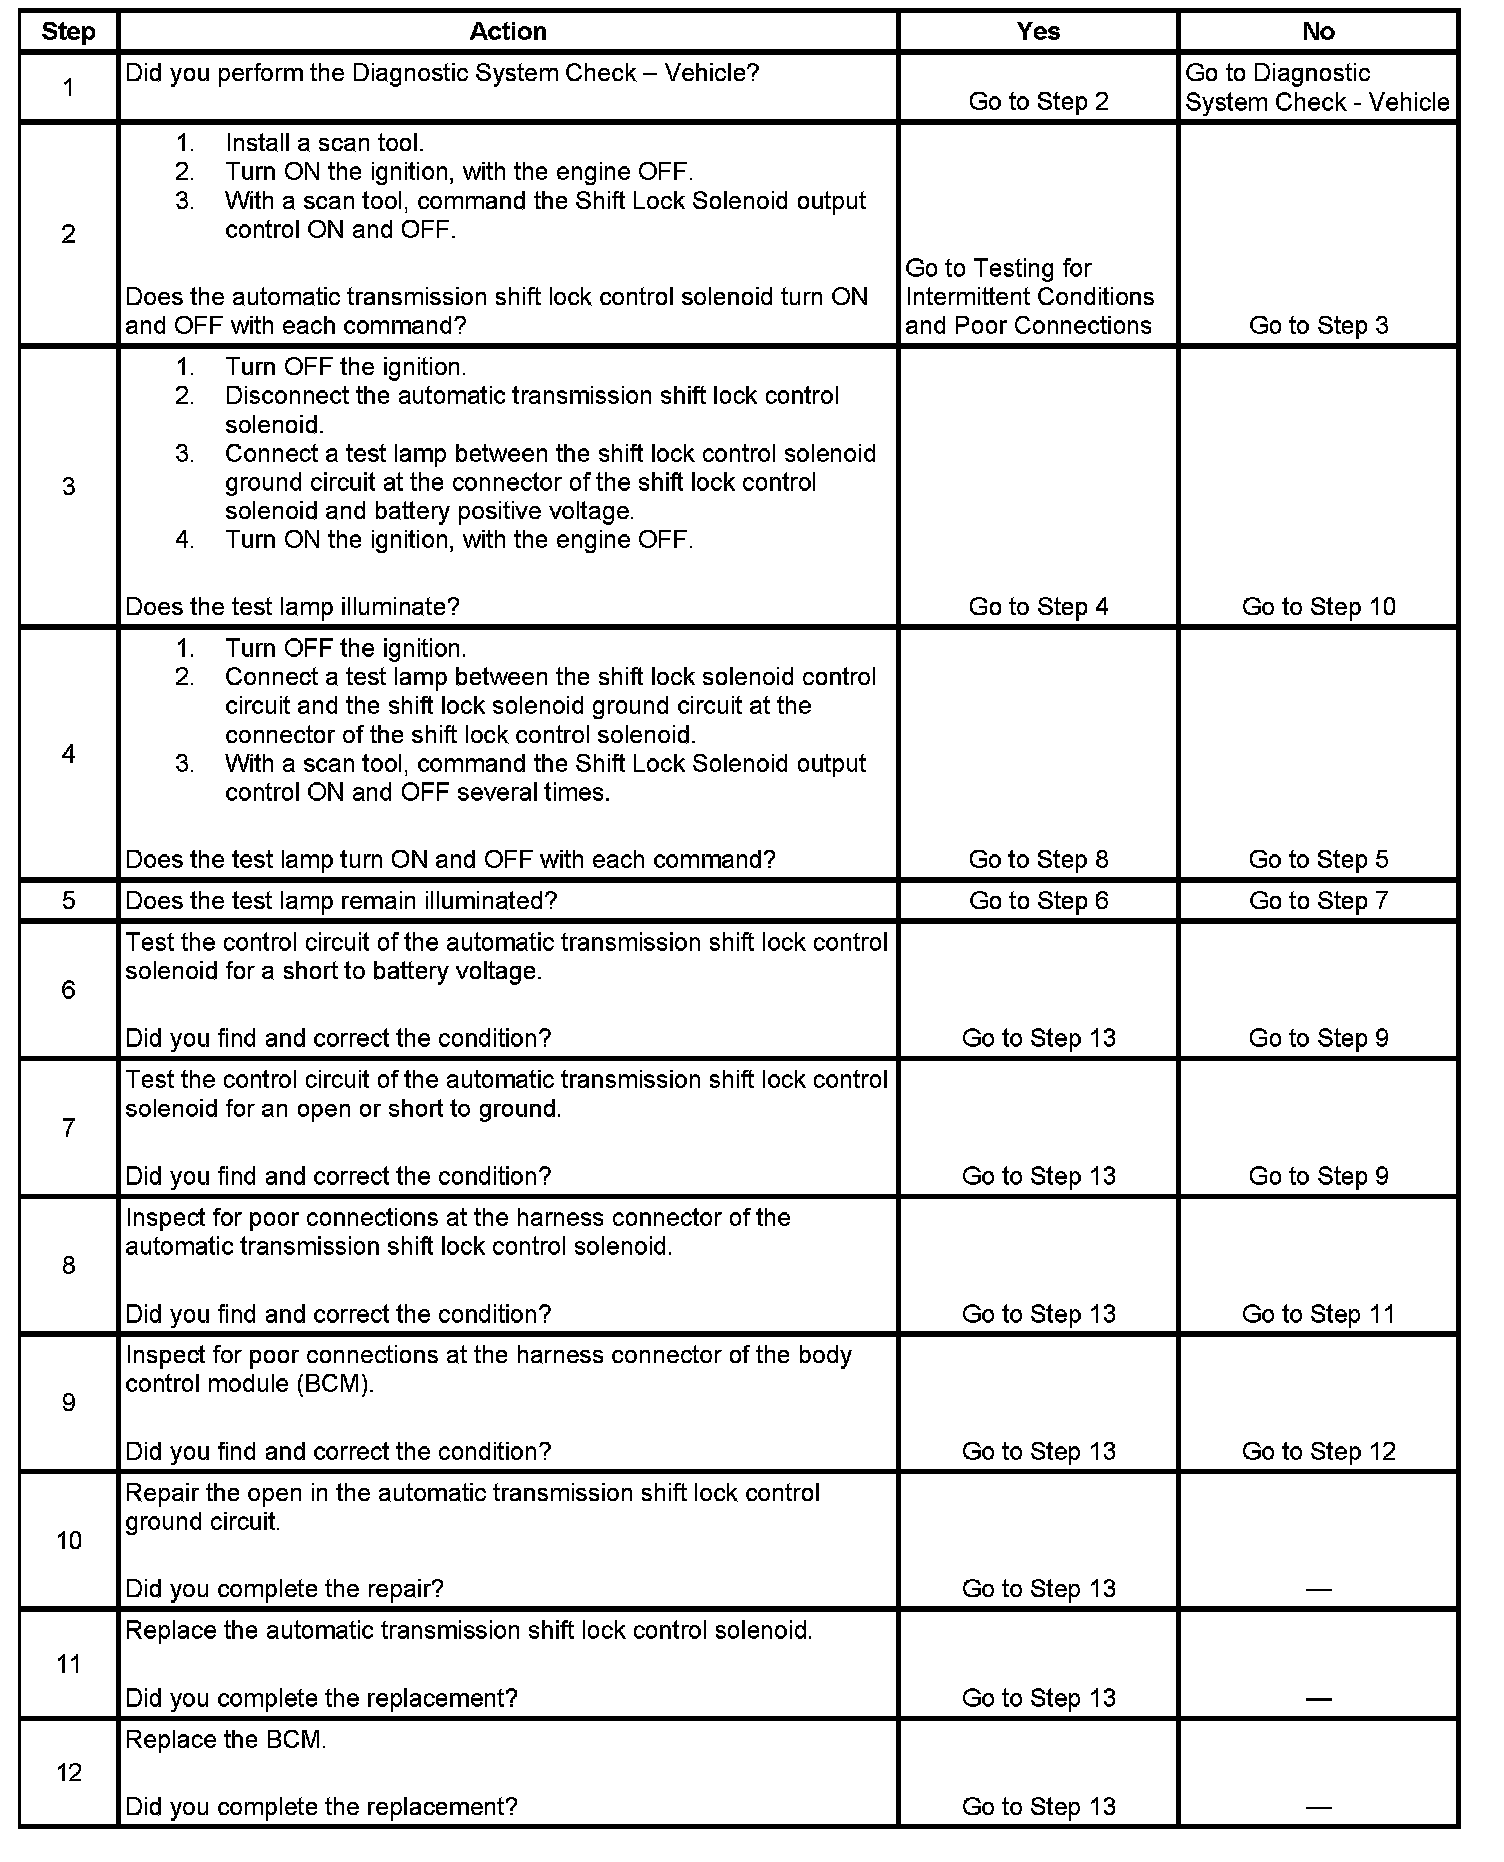 Step Action Yes No
1 Did you perform the Diagnostic System Check – Vehicle? Go to Step 2 Go to Diagnostic
System Check - Vehicle
2
1. Install a scan tool.
2. Turn ON the ignition, with the engine OFF.
3. With a scan tool, command the Shift Lock Solenoid output
control ON and OFF.
Does the automatic transmission shift lock control solenoid turn ON
and OFF with each command?
Go to Testing for
Intermittent Conditions
and Poor Connections
Go to Step 3
3
1. Turn OFF the ignition.
2. Disconnect the automatic transmission shift lock control
solenoid.
3. Connect a test lamp between the shift lock control solenoid
ground circuit at the connector of the shift lock control
solenoid and battery positive voltage.
4. Turn ON the ignition, with the engine OFF.
Does the test lamp illuminate? Go to Step 4 Go to Step 10
4
1. Turn OFF the ignition.
2. Connect a test lamp between the shift lock solenoid control
circuit and the shift lock solenoid ground circuit at the
connector of the shift lock control solenoid.
3. With a scan tool, command the Shift Lock Solenoid output
control ON and OFF several times.
Does the test lamp turn ON and OFF with each command? Go to Step 8 Go to Step 5
5 Does the test lamp remain illuminated? Go to Step 6 Go to Step 7
6
Test the control circuit of the automatic transmission shift lock control
solenoid for a short to battery voltage.
Did you find and correct the condition? Go to Step 13 Go to Step 9
7
Test the control circuit of the automatic transmission shift lock control
solenoid for an open or short to ground.
Did you find and correct the condition? Go to Step 13 Go to Step 9
8
Inspect for poor connections at the harness connector of the
automatic transmission shift lock control solenoid.
Did you find and correct the condition? Go to Step 13 Go to Step 11
9
Inspect for poor connections at the harness connector of the body
control module (BCM).
Did you find and correct the condition? Go to Step 13 Go to Step 12
10
Repair the open in the automatic transmission shift lock control
ground circuit.
Did you complete the repair? Go to Step 13 —
11
Replace the automatic transmission shift lock control solenoid.
Did you complete the replacement? Go to Step 13 —
12
Replace the BCM.
Did you complete the replacement? Go to Step 13 —